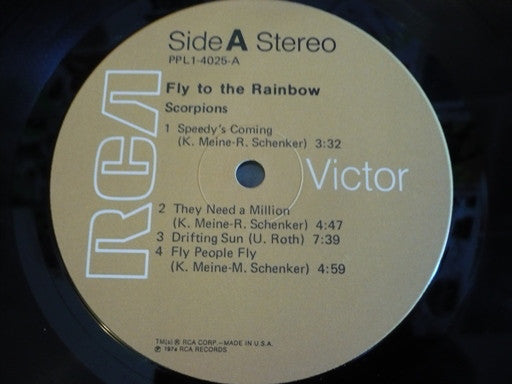 Side A Stereo
PPL1-4025-A
Fly to the Rainbow
Scorpions
1 Speedy's Coming
(K. Meine-R. Schenker) 3:32
RCA Victor
2 They Need a Million
(K. Meine-R. Schenker) 4:47
3 Drifting Sun (U. Roth) 7:39
4 Fly People Fly
(K. Meine-M. Schenker) 4:59
TM(s) ® RCA CORP.-MADE IN U.S.A.
℗ 1974 RCA RECORDS